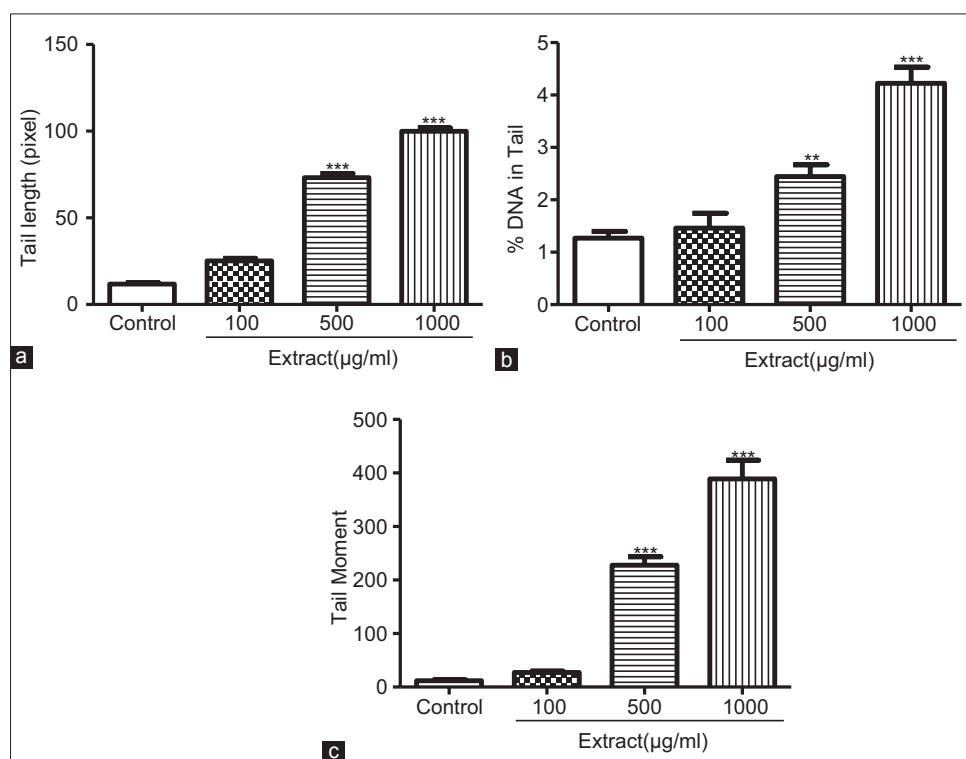 150
100
50
0
Tail length (pixel)
***
***
Control
100
500
1000
Extract(µg/ml)
a
5
4
3
2
1
0
% DNA in Tail
**
***
Control
100
500
1000
Extract(µg/ml)
b
500
400
300
200
100
0
Tail Moment
***
***
Control
100
500
1000
Extract(µg/ml)
c